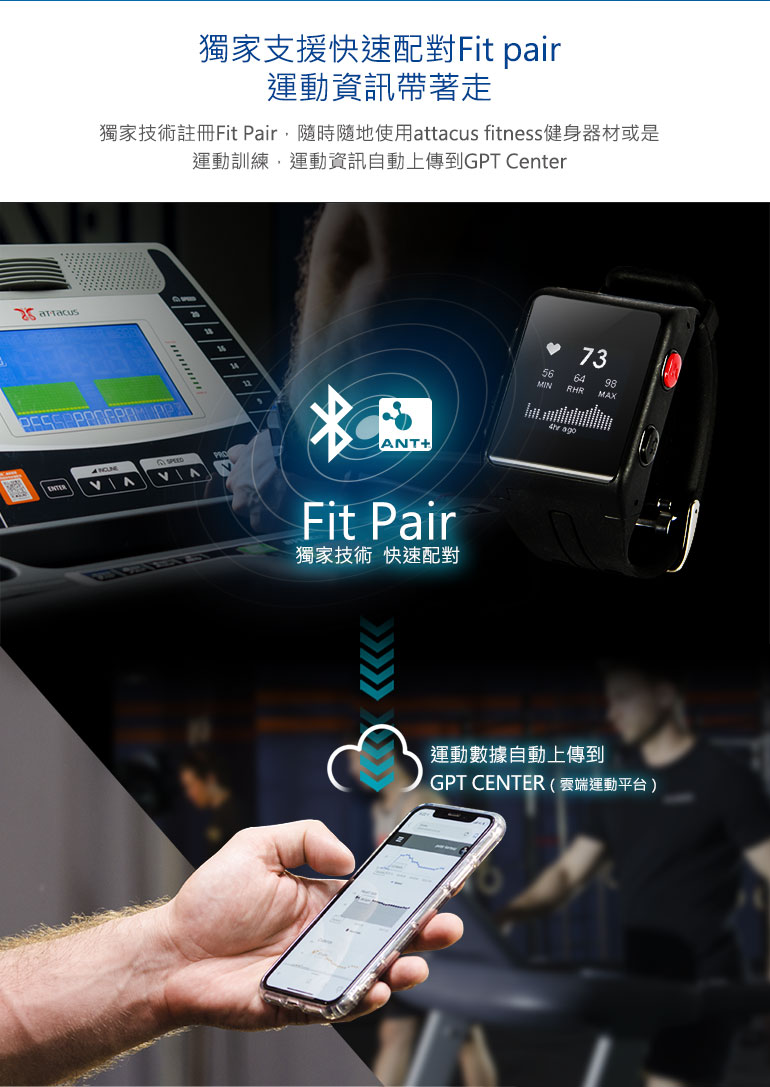 獨家支援快速配對Fit pair
運動資訊帶著走
獨家技術註冊Fit Pair，隨時隨地使用attacus fitness健身器材或是
運動訓練，運動資訊自動上傳到GPT Center
attacus
SPEED
INCLINE
SPEED
ENTER
73
56 64 98
MIN RHR MAX
4hr ago
ANT+
Fit Pair
獨家技術 快速配對
運動數據自動上傳到
GPT CENTER（雲端運動平台）